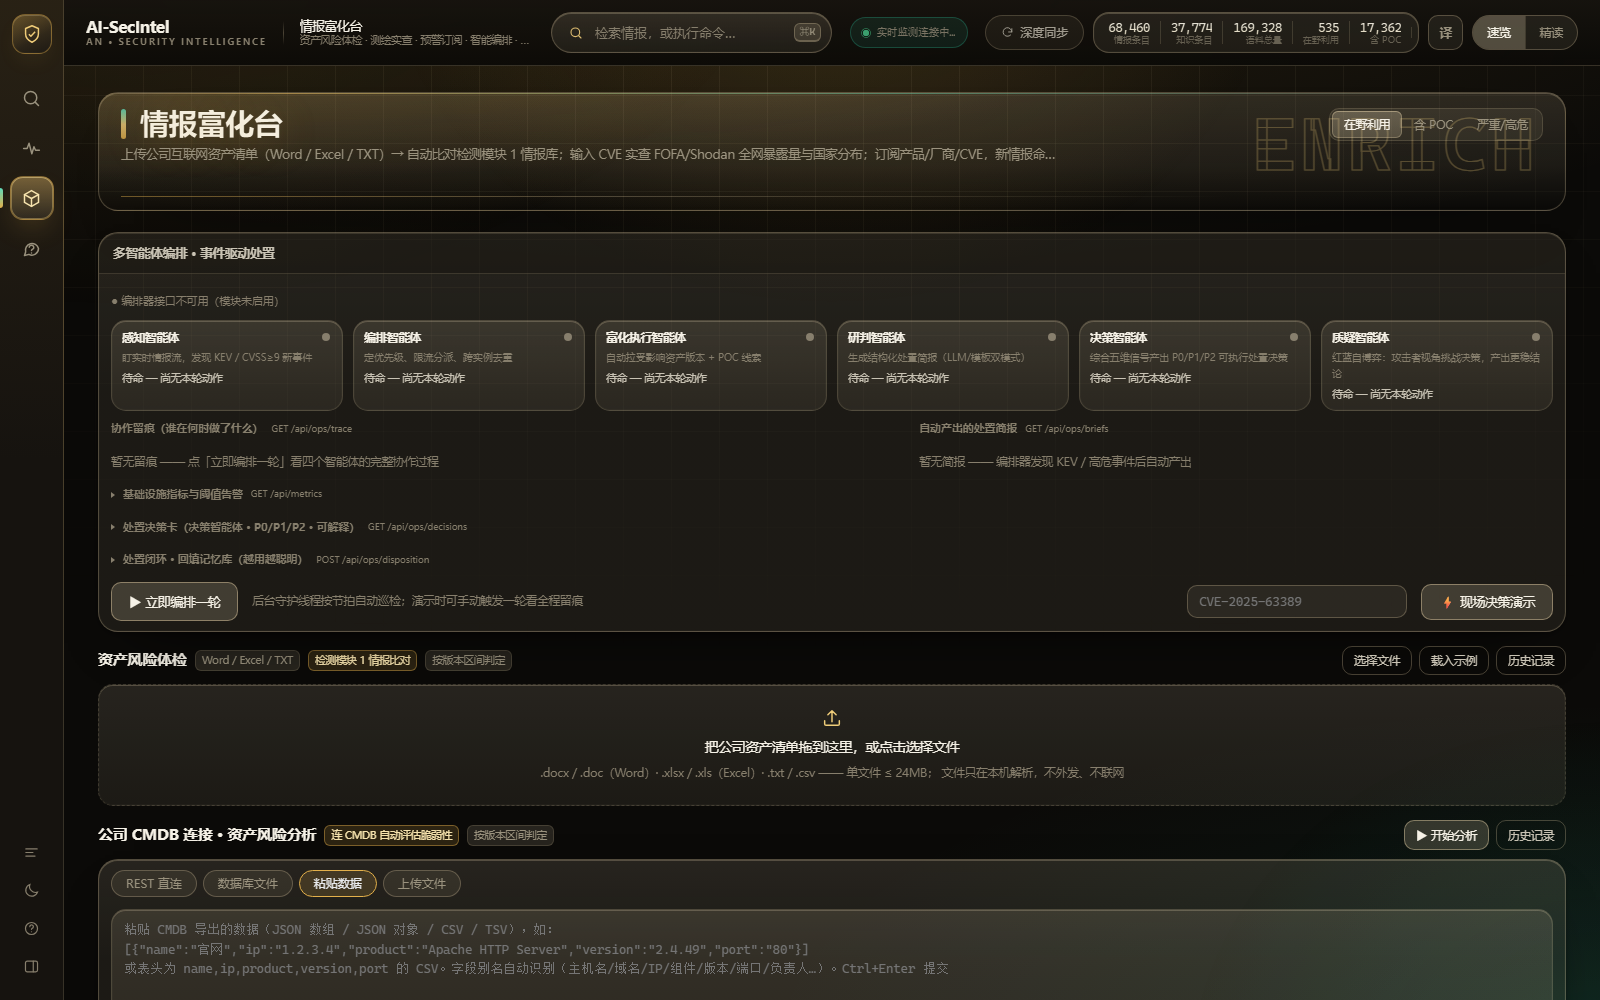 AI-SecIntel
AN • SECURITY INTELLIGENCE
情报富化台
资产风险体检 · 测绘实查 · 预警订阅 · 智能编排 · ...
检索情报，或执行命令...
⌘K
实时监测连接中...
深度同步
68,460 情报条目
37,774 知识条目
169,328 语料总量
535 在野利用
17,362 含 POC
译
速览
精读
情报富化台
上传公司互联网资产清单（Word / Excel / TXT）→ 自动比对检测模块 1 情报库；输入 CVE 实查 FOFA/Shodan 全网暴露量与国家分布；订阅产品/厂商/CVE，新情报命...
ENRICH
在野利用
含 POC
严重/高危
多智能体编排 • 事件驱动处置
● 编排器接口不可用（模块未启用）
感知智能体
盯实时情报流，发现 KEV / CVSS≥9 新事件
待命 — 尚无本轮动作
编排智能体
定优先级、限流分派、跨实例去重
待命 — 尚无本轮动作
富化执行智能体
自动拉受影响资产版本 + POC 线索
待命 — 尚无本轮动作
研判智能体
生成结构化处置简报（LLM/模板双模式）
待命 — 尚无本轮动作
决策智能体
综合五维信号产出 P0/P1/P2 可执行处置决策
待命 — 尚无本轮动作
质疑智能体
红蓝自博弈：攻击者视角挑战决策，产出更稳结
论
待命 — 尚无本轮动作
协作留痕（谁在何时做了什么） GET /api/ops/trace
暂无留痕 —— 点「立即编排一轮」看四个智能体的完整协作过程
自动产出的处置简报 GET /api/ops/briefs
暂无简报 —— 编排器发现 KEV / 高危事件后自动产出
▸ 基础设施指标与阈值告警 GET /api/metrics
▸ 处置决策卡（决策智能体 • P0/P1/P2 • 可解释） GET /api/ops/decisions
▸ 处置闭环 • 回填记忆库（越用越聪明） POST /api/ops/disposition
▶ 立即编排一轮
后台守护线程按节拍自动巡检；演示时可手动触发一轮看全程留痕
CVE-2025-63389
⚡ 现场决策演示
资产风险体检
Word / Excel / TXT
检测模块 1 情报比对
按版本区间判定
选择文件
载入示例
历史记录
把公司资产清单拖到这里，或点击选择文件
.docx / .doc（Word）· .xlsx / .xls（Excel）· .txt / .csv —— 单文件 ≤ 24MB； 文件只在本机解析，不外发、不联网
公司 CMDB 连接 • 资产风险分析
连 CMDB 自动评估脆弱性
按版本区间判定
▶ 开始分析
历史记录
REST 直连
数据库文件
粘贴数据
上传文件
粘贴 CMDB 导出的数据（JSON 数组 / JSON 对象 / CSV / TSV），如：
[{"name":"官网","ip":"1.2.3.4","product":"Apache HTTP Server","version":"2.4.49","port":"80"}]
或表头为 name,ip,product,version,port 的 CSV。字段别名自动识别（主机名/域名/IP/组件/版本/端口/负责人…）。Ctrl+Enter 提交